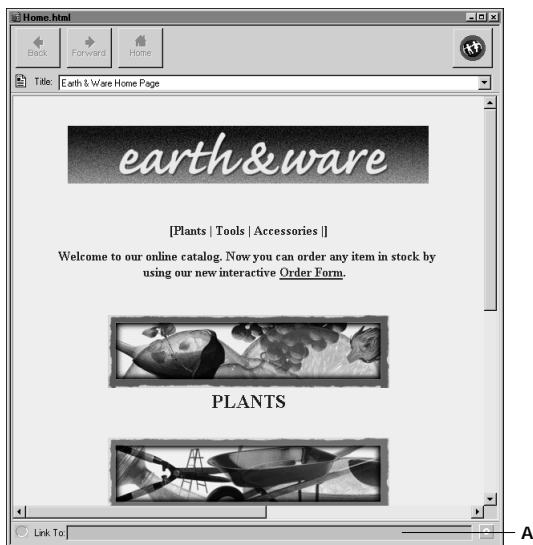 Home.html
Back Forward Home
Title: Earth & Ware Home Page
earth&ware
[Plants | Tools | Accessories |]
Welcome to our online catalog. Now you can order any item in stock by
using our new interactive Order Form.
PLANTS
Link To:
A